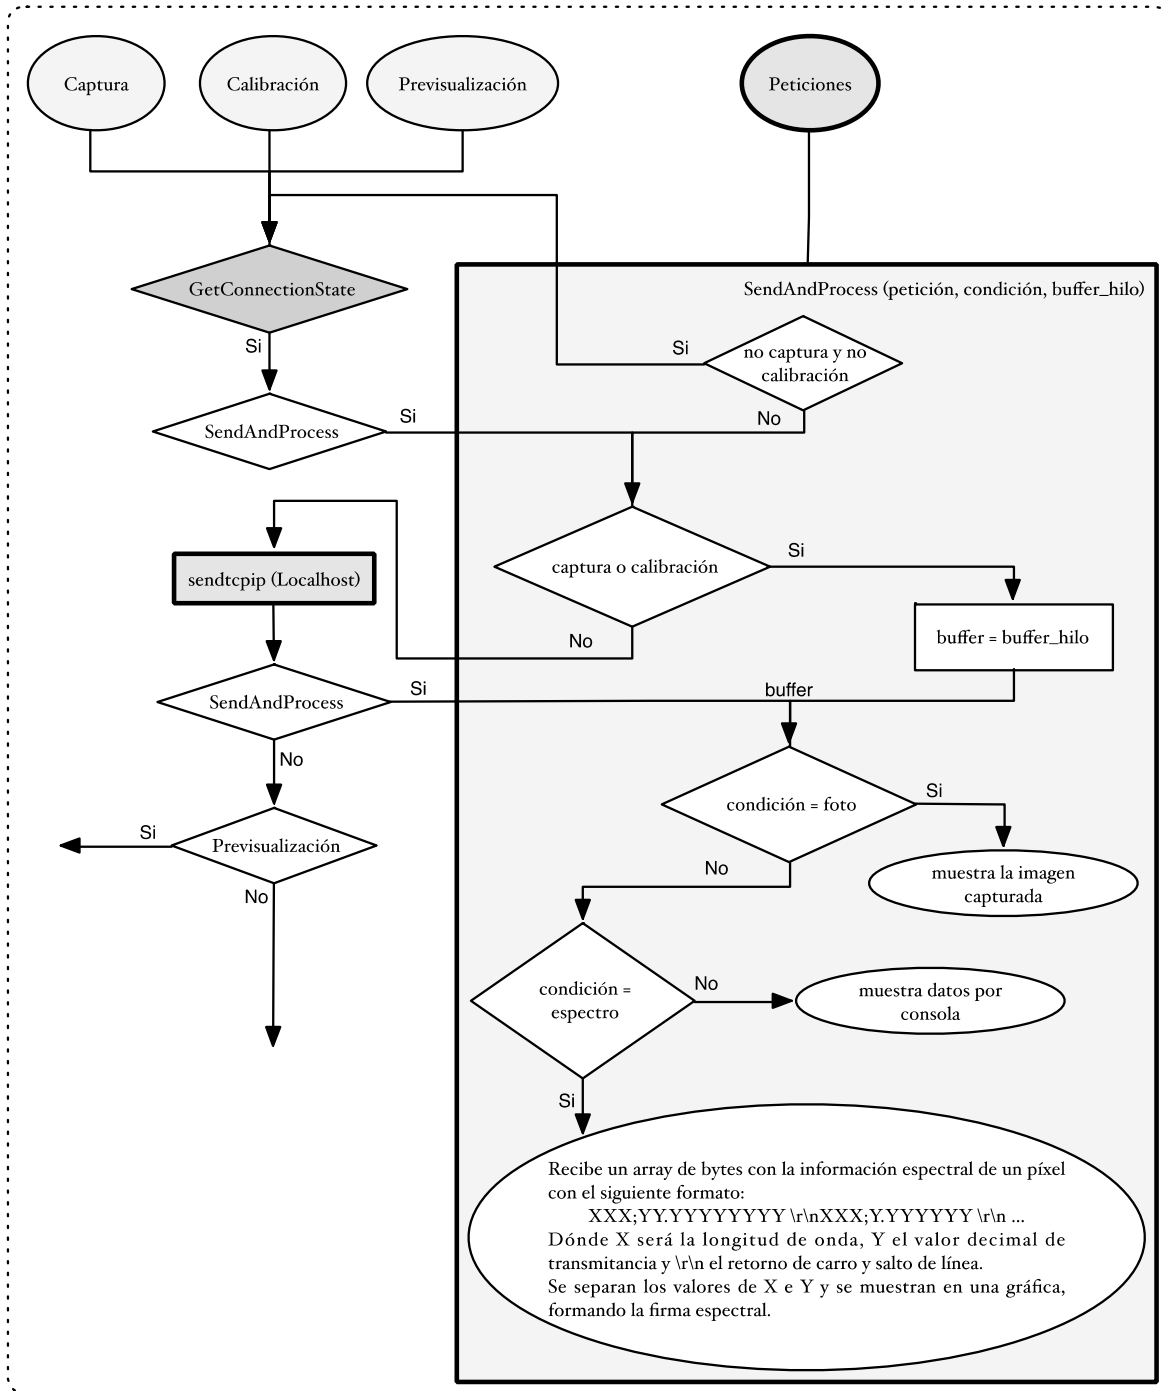 Captura
Calibración
Previsualización
Peticiones
GetConnectionState
SendAndProcess (petición, condición, buffer_hilo)
Si
Si
no captura y no
calibración
Si
No
SendAndProcess
captura o calibración
Si
sendtcpip (Localhost)
No
buffer = buffer_hilo
Si
buffer
SendAndProcess
No
Si
condición = foto
Si
Previsualización
No
muestra la imagen
capturada
No
condición =
espectro
No
muestra datos por
consola
Si
Recibe un array de bytes con la información espectral de un píxel
con el siguiente formato:
XXX;YY.YYYYYYYYY \r\nXXX;Y.YYYYYY \r\n ...
Dónde X será la longitud de onda, Y el valor decimal de
transmitancia y \r\n el retorno de carro y salto de línea.
Se separan los valores de X e Y y se muestran en una gráfica,
formando la firma espectral.